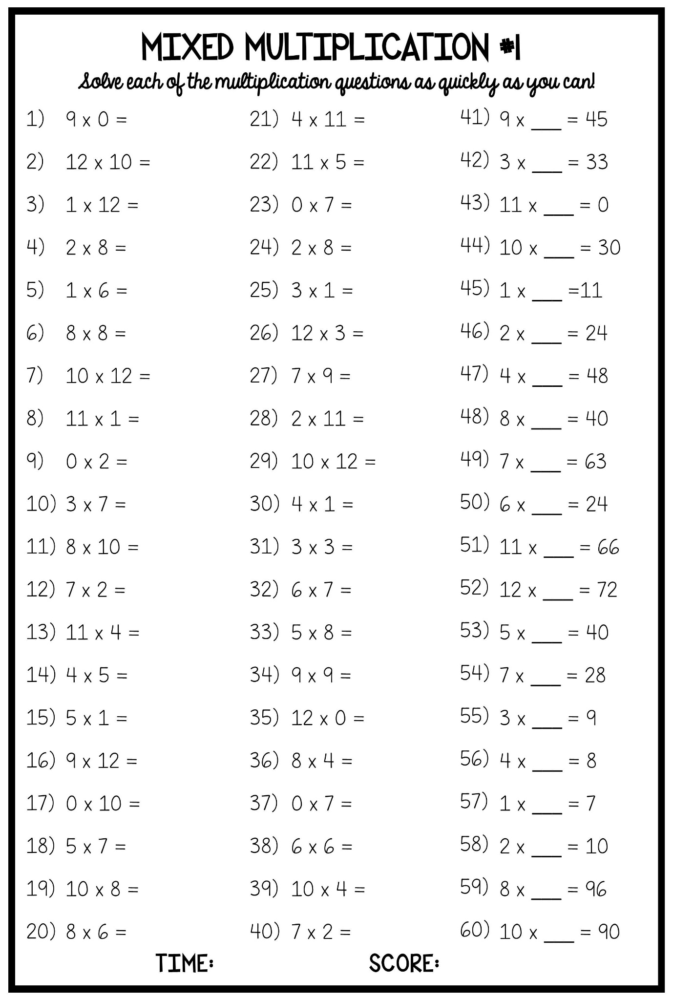 MIXED MULTIPLICATION #1
Solve each of the multiplication questions as quickly as you can!
1) 9 x 0 =
2) 12 x 10 =
3) 1 x 12 =
4) 2 x 8 =
5) 1 x 6 =
6) 8 x 8 =
7) 10 x 12 =
8) 11 x 1 =
9) 0 x 2 =
10) 3 x 7 =
11) 8 x 10 =
12) 7 x 2 =
13) 11 x 4 =
14) 4 x 5 =
15) 5 x 1 =
16) 9 x 12 =
17) 0 x 10 =
18) 5 x 7 =
19) 10 x 8 =
20) 8 x 6 =
21) 4 x 11 =
22) 11 x 5 =
23) 0 x 7 =
24) 2 x 8 =
25) 3 x 1 =
26) 12 x 3 =
27) 7 x 9 =
28) 2 x 11 =
29) 10 x 12 =
30) 4 x 1 =
31) 3 x 3 =
32) 6 x 7 =
33) 5 x 8 =
34) 9 x 9 =
35) 12 x 0 =
36) 8 x 4 =
37) 0 x 7 =
38) 6 x 6 =
39) 10 x 4 =
40) 7 x 2 =
41) 9 x ___ = 45
42) 3 x ___ = 33
43) 11 x ___ = 0
44) 10 x ___ = 30
45) 1 x ___ =11
46) 2 x ___ = 24
47) 4 x ___ = 48
48) 8 x ___ = 40
49) 7 x ___ = 63
50) 6 x ___ = 24
51) 11 x ___ = 66
52) 12 x ___ = 72
53) 5 x ___ = 40
54) 7 x ___ = 28
55) 3 x ___ = 9
56) 4 x ___ = 8
57) 1 x ___ = 7
58) 2 x ___ = 10
59) 8 x ___ = 96
60) 10 x ___ = 90
TIME: SCORE: